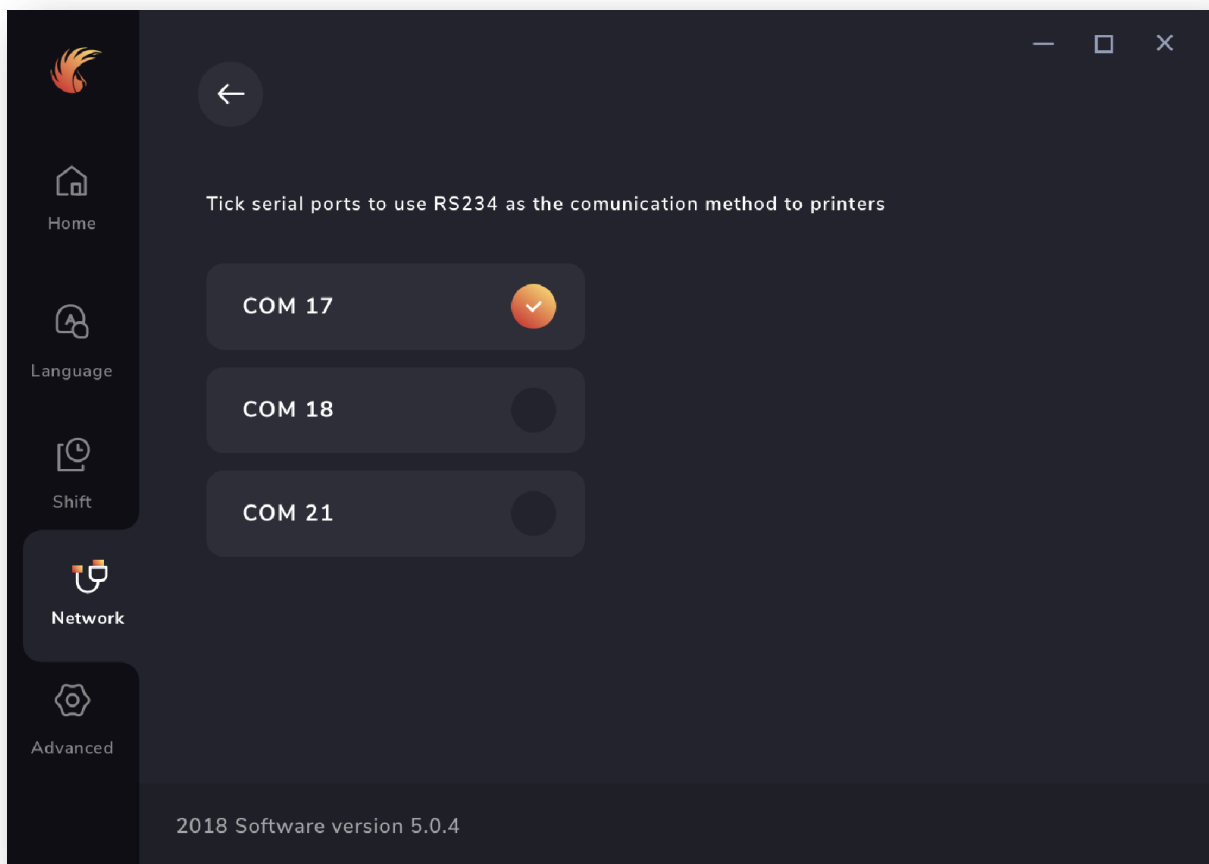 Tick serial ports to use RS234 as the comunication method to printers
COM 17
COM 18
COM 21
Home
Language
Shift
Network
Advanced
2018 Software version 5.0.4